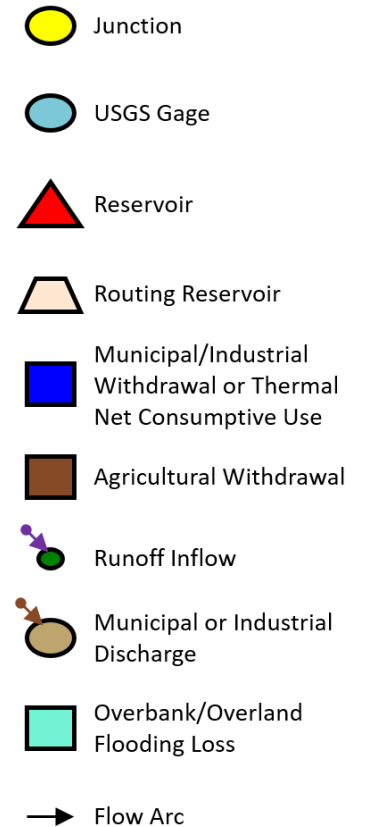 Junction
USGS Gage
Reservoir
Routing Reservoir
Municipal/Industrial
Withdrawal or Thermal
Net Consumptive Use
Agricultural Withdrawal
Runoff Inflow
Municipal or Industrial
Discharge
Overbank/Overland
Flooding Loss
Flow Arc